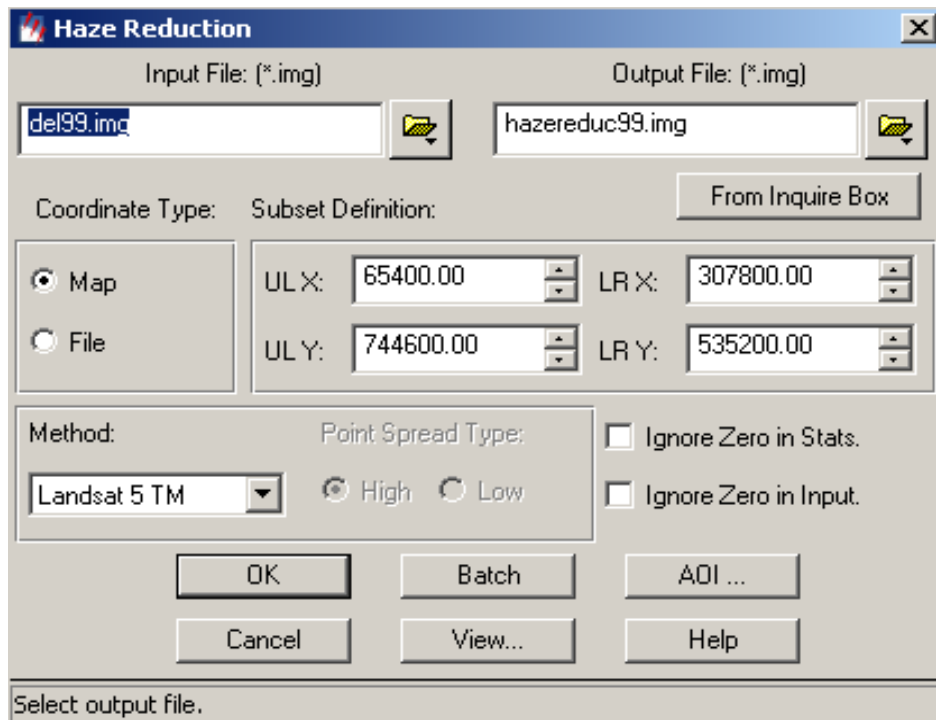 Haze Reduction
Input File: (*.img) Output File: (*.img)
del99.img hazereduc99.img
From Inquire Box
Coordinate Type: Subset Definition:
Map UL X: 65400.00 LR X: 307800.00
File UL Y: 744600.00 LR Y: 535200.00
Method: Point Spread Type: Ignore Zero in Stats.
Landsat 5 TM High Low Ignore Zero in Input.
OK Batch AOI ...
Cancel View... Help
Select output file.